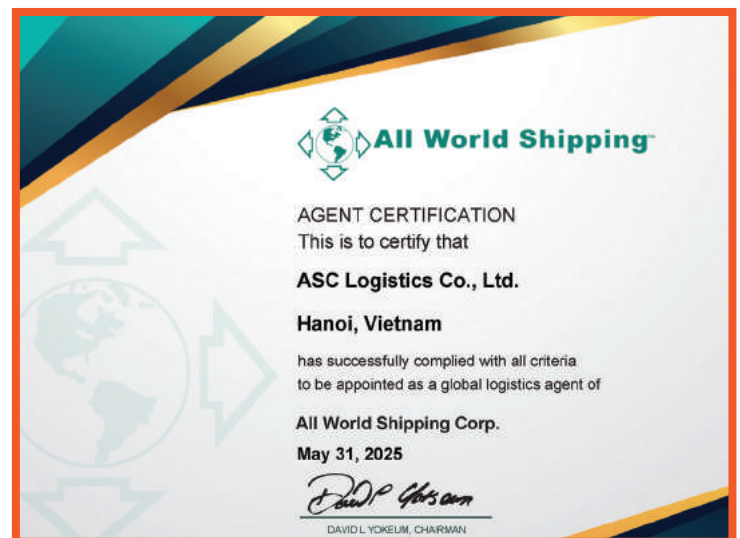 All World Shipping™
AGENT CERTIFICATION
This is to certify that
ASC Logistics Co., Ltd.
Hanoi, Vietnam
has successfully complied with all criteria
to be appointed as a global logistics agent of
All World Shipping Corp.
May 31, 2025
DAVID L YOKEUM, CHAIRMAN